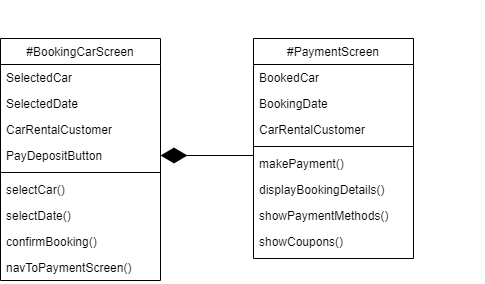 #BookingCarScreen
SelectedCar
SelectedDate
CarRentalCustomer
PayDepositButton
selectCar()
selectDate()
confirmBooking()
navToPaymentScreen()
#PaymentScreen
BookedCar
BookingDate
CarRentalCustomer
makePayment()
displayBookingDetails()
showPaymentMethods()
showCoupons()